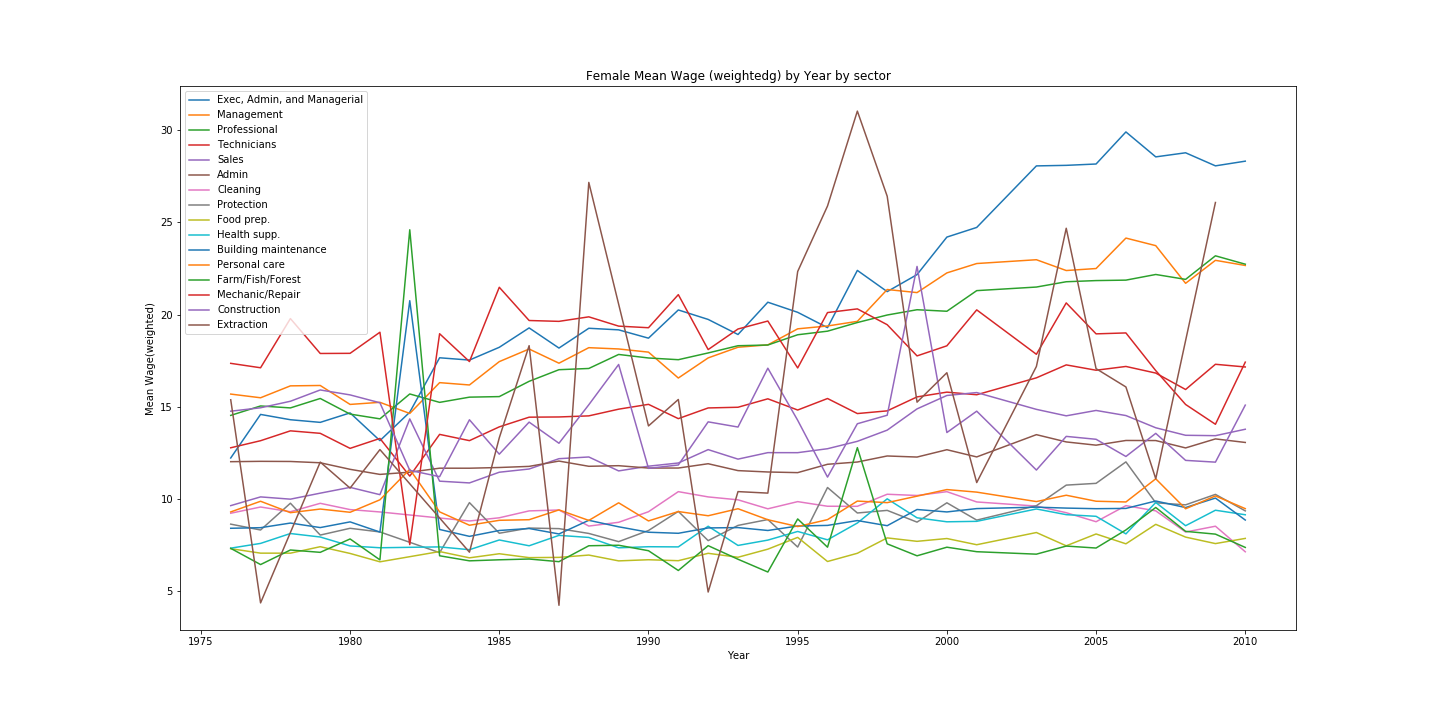 Female Mean Wage (weightedg) by Year by sector
Exec, Admin, and Managerial
Management
Professional
Technicians
Sales
Admin
Cleaning
Protection
Food prep.
Health supp.
Building maintenance
Personal care
Farm/Fish/Forest
Mechanic/Repair
Construction
Extraction
Mean Wage(weighted)
30
25
20
15
10
5
1975 1980 1985 1990 1995 2000 2005 2010
Year